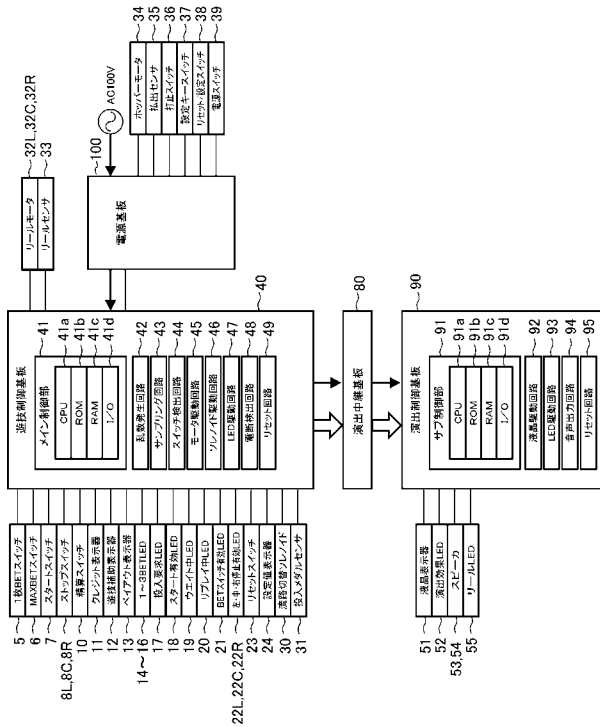 1枚BETスイッチ
5
MAXBETスイッチ
6
スタートスイッチ
7
ストップスイッチ
8L,8C,8R
精算スイッチ
10
クレジット表示器
11
遊技補助表示器
12
ペイアウト表示器
13
1～3BETLED
14～16
投入要求LED
17
スタート有効LED
18
ウエイト中LED
19
リプレイ中LED
20
BETスイッチ有効LED
21
左・中・右停止有効LED
22L,22C,22R
リセットスイッチ
23
設定値表示器
24
流路切替ソレノイド
30
投入メダルセンサ
31
遊技制御基板
40
メイン制御部
41
CPU
41a
ROM
41b
RAM
41c
I/O
41d
乱数発生回路
42
サンプリング回路
43
スイッチ検出回路
44
モータ駆動回路
45
ソレノイド駆動回路
46
LED駆動回路
47
電断検出回路
48
リセット回路
49
リールモータ
32L,32C,32R
リールセンサ
33
電源基板
100
AC100V
ホッパーモータ
34
払出センサ
35
打止スイッチ
36
設定キースイッチ
37
リセット/設定スイッチ
38
電源スイッチ
39
演出中継基板
80
演出制御基板
90
サブ制御部
91
CPU
91a
ROM
91b
RAM
91c
I/O
91d
液晶駆動回路
92
LED駆動回路
93
音声出力回路
94
リセット回路
95
液晶表示器
51
演出効果LED
52
スピーカ
53,54
リールLED
55